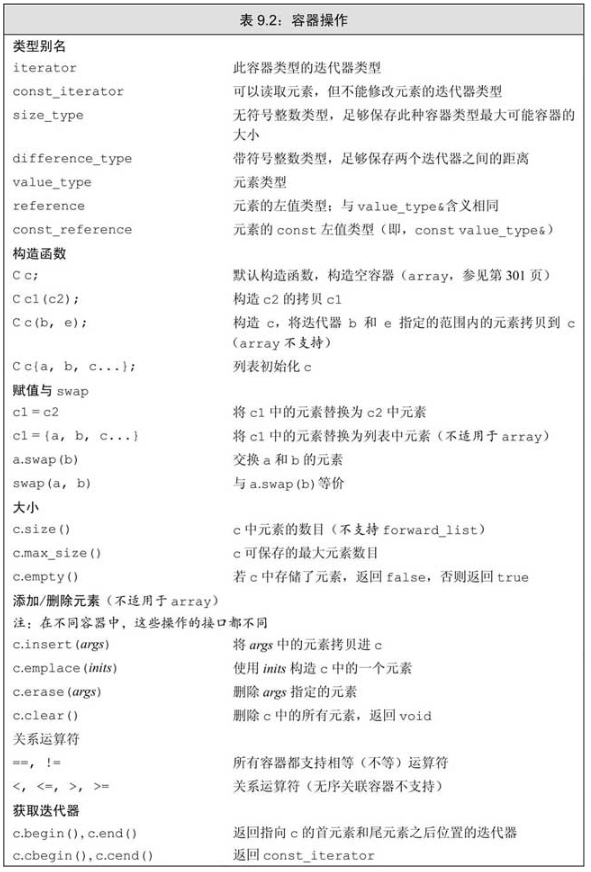 表 9.2：容器操作
类型别名
iterator 此容器类型的迭代器类型
const_iterator 可以读取元素，但不能修改元素的迭代器类型
size_type 无符号整数类型，足够保存此种容器类型最大可能容器的
大小
difference_type 带符号整数类型，足够保存两个迭代器之间的距离
value_type 元素类型
reference 元素的左值类型；与 value_type&含义相同
const_reference 元素的 const 左值类型（即，const value_type&）
构造函数
C c; 默认构造函数，构造空容器（array，参见第 301 页）
C c1(c2); 构造 c2 的拷贝 c1
C c(b, e); 构造 c，将迭代器 b 和 e 指定的范围内的元素拷贝到 c
（array 不支持）
C c{a, b, c...}; 列表初始化 c
赋值与 swap
c1 = c2 将 c1 中的元素替换为 c2 中元素
c1 = {a, b, c...} 将 c1 中的元素替换为列表中元素（不适用于 array）
a.swap(b) 交换 a 和 b 的元素
swap(a, b) 与 a.swap(b)等价
大小
c.size() c 中元素的数目（不支持 forward_list）
c.max_size() c 可保存的最大元素数目
c.empty() 若 c 中存储了元素，返回 false，否则返回 true
添加/删除元素（不适用于 array）
注：在不同容器中，这些操作的接口都不同
c.insert(args) 将 args 中的元素拷贝进 c
c.emplace(inits) 使用 inits 构造 c 中的一个元素
c.erase(args) 删除 args 指定的元素
c.clear() 删除 c 中的所有元素，返回 void
关系运算符
==, != 所有容器都支持相等（不等）运算符
<, <=, >, >= 关系运算符（无序关联容器不支持）
获取迭代器
c.begin(), c.end() 返回指向 c 的首元素和尾元素之后位置的迭代器
c.cbegin(), c.cend() 返回 const_iterator